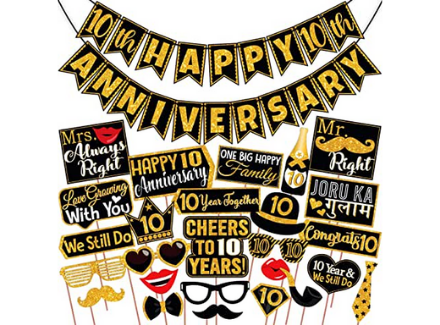 10th HAPPY 10th
ANNIVERSARY
Mrs.
Always
Right
HAPPY 10
Anniversary
ONE BIG HAPPY
Family
10
Mr.
Right
Love Growing
With You
10
10 Year Together
10
JORU KA
गुलाम
We Still Do
CHEERS
TO 10
YEARS!
10
Congrats 10
10
10 Year &
We Still Do